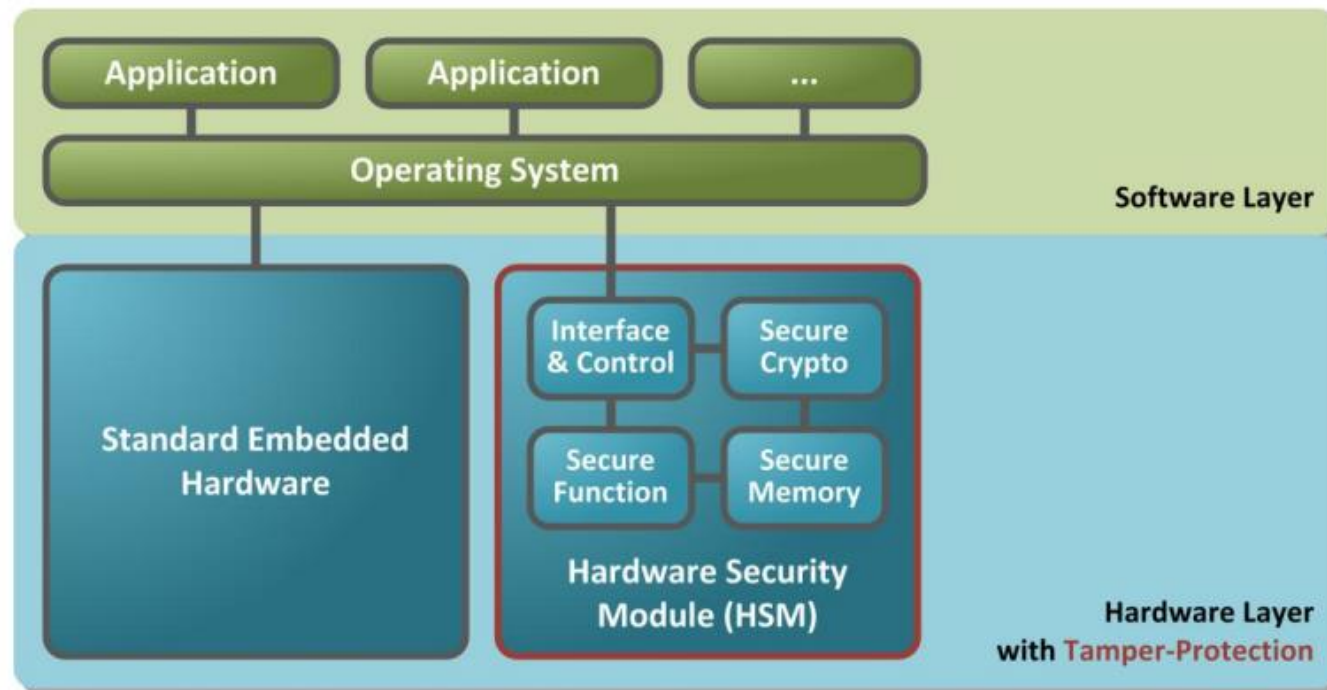 Application
Application
...
Operating System
Software Layer
Standard Embedded
Hardware
Interface
& Control
Secure
Crypto
Secure
Function
Secure
Memory
Hardware Security
Module (HSM)
Hardware Layer
with Tamper-Protection